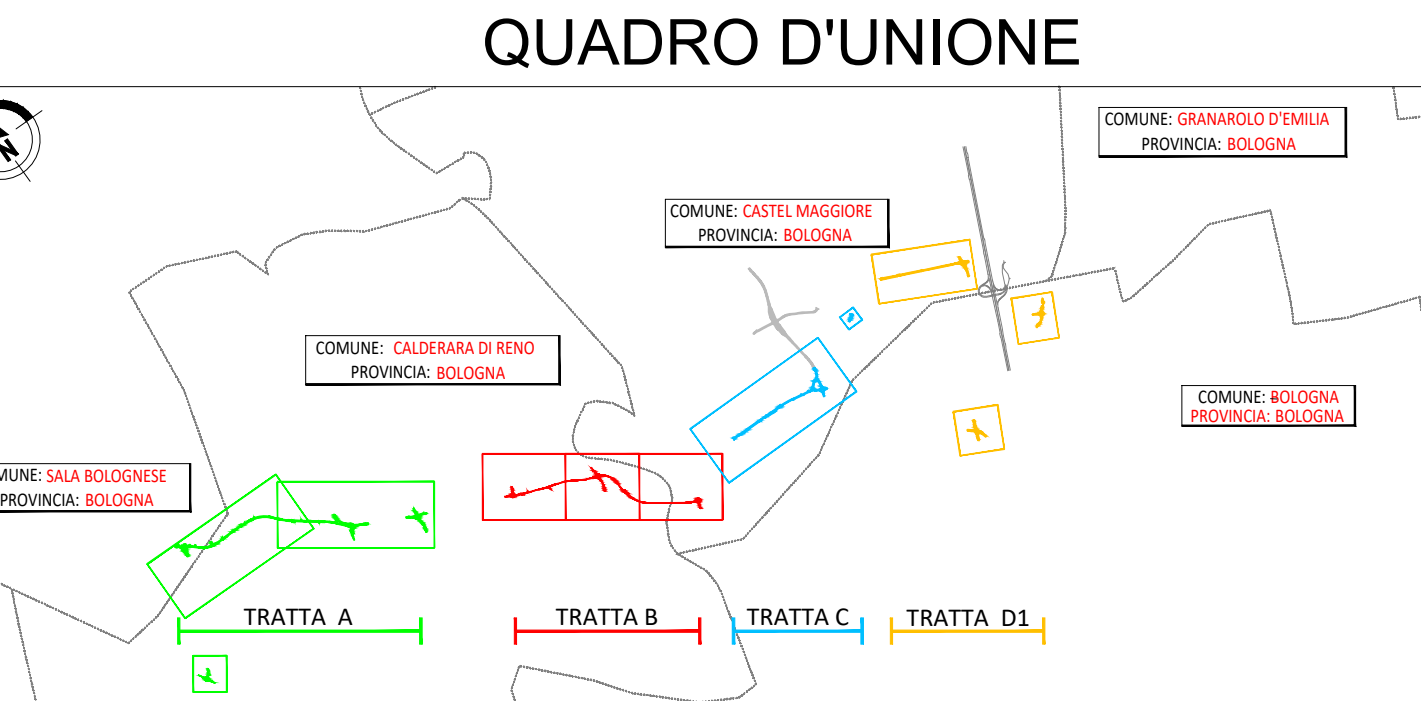 QUADRO D'UNIONE
N
COMUNE: GRANAROLO D'EMILIA
PROVINCIA: BOLOGNA
COMUNE: CASTEL MAGGIORE
PROVINCIA: BOLOGNA
COMUNE: CALDERARA DI RENO
PROVINCIA: BOLOGNA
COMUNE: BOLOGNA
PROVINCIA: BOLOGNA
MUNE: SALA BOLOGNESE
PROVINCIA: BOLOGNA
TRATTA A
TRATTA B
TRATTA C
TRATTA D1